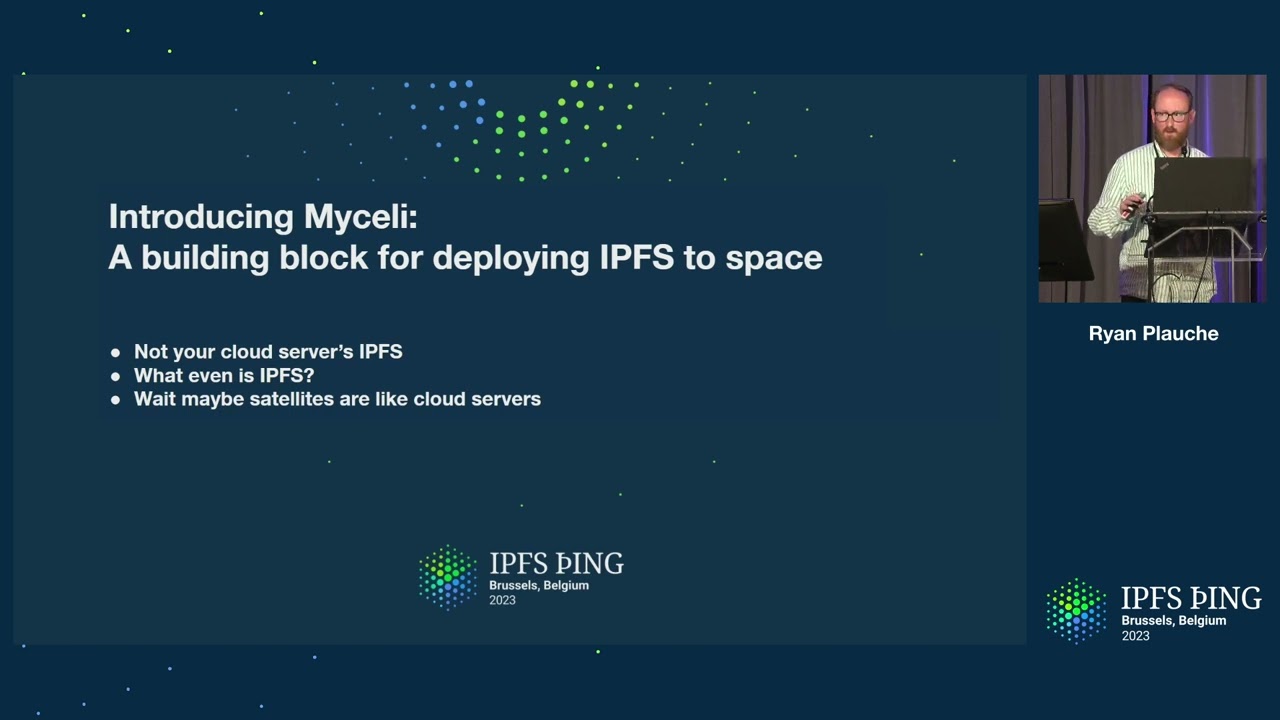 Introducing Myceli:
A building block for deploying IPFS to space
● Not your cloud server’s IPFS
● What even is IPFS?
● Wait maybe satellites are like cloud servers
IPFS ÞING
Brussels, Belgium
2023
Ryan Plauche
IPFS ÞING
Brussels, Belgium
2023